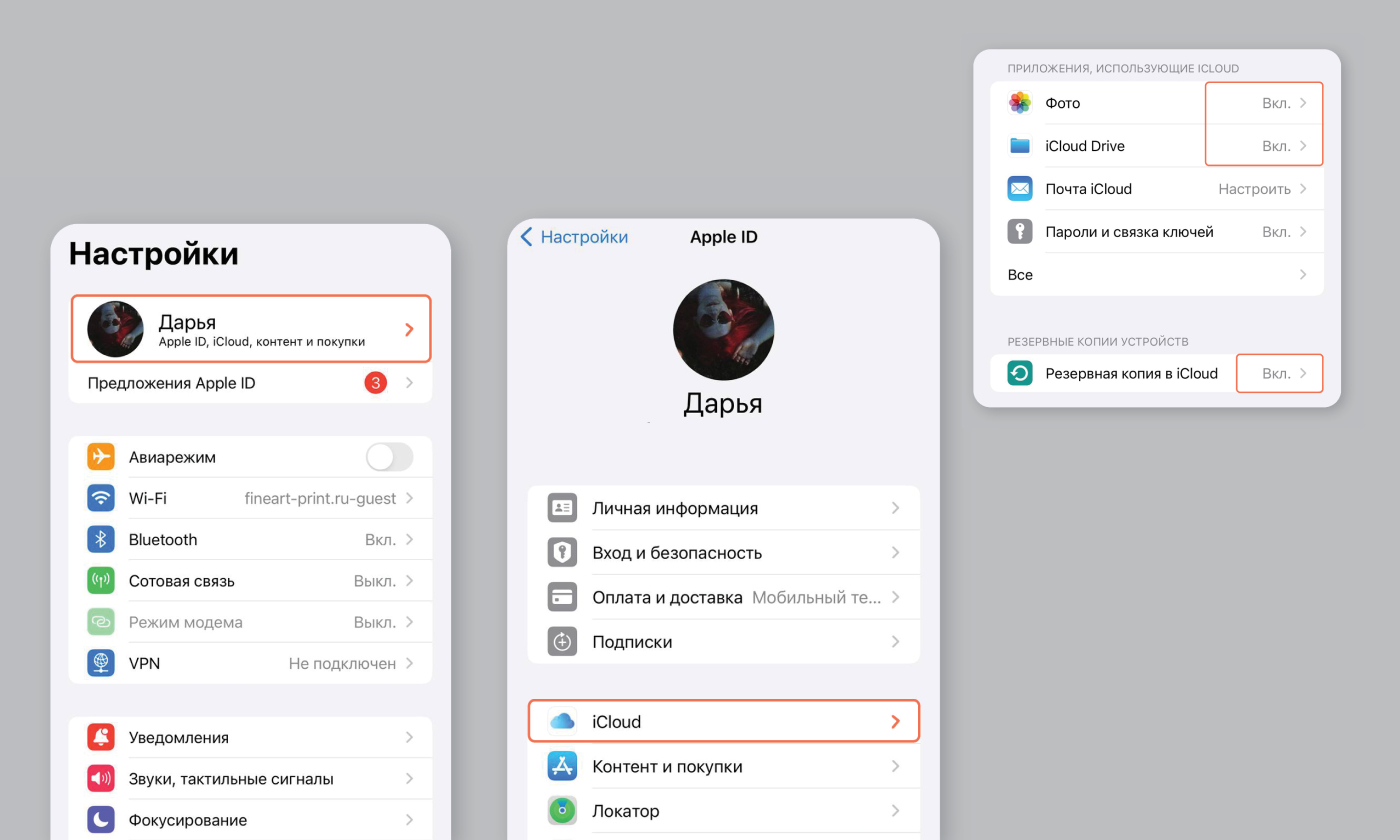 Настройки
Дарья
Apple ID, iCloud, контент и покупки
Предложения Apple ID 3
Авиарежим
Wi-Fi fineart-print.ru-guest
Bluetooth Вкл.
Сотовая связь Выкл.
Режим модема Выкл.
VPN Не подключен
Уведомления
Звуки, тактильные сигналы
Фокусирование
Настройки Apple ID
Дарья
Личная информация
Вход и безопасность
Оплата и доставка Мобильный те...
Подписки
iCloud
Контент и покупки
Локатор
ПРИЛОЖЕНИЯ, ИСПОЛЬЗУЮЩИЕ ICLOUD
Фото Вкл.
iCloud Drive Вкл.
Почта iCloud Настроить
Пароли и связка ключей Вкл.
Все
РЕЗЕРВНЫЕ КОПИИ УСТРОЙСТВ
Резервная копия в iCloud Вкл.